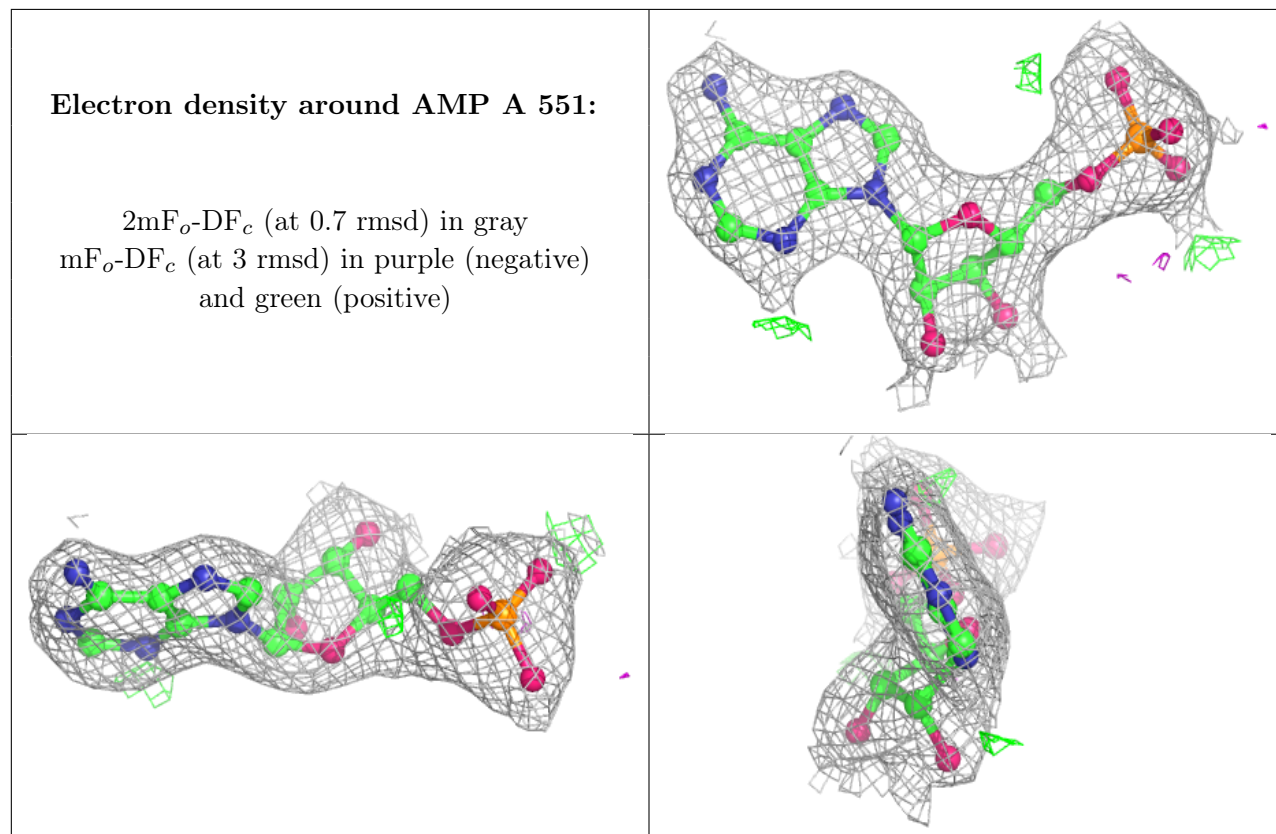 Electron density around AMP A 551:
2mFo-DFc (at 0.7 rmsd) in gray
mFo-DFc (at 3 rmsd) in purple (negative)
and green (positive)